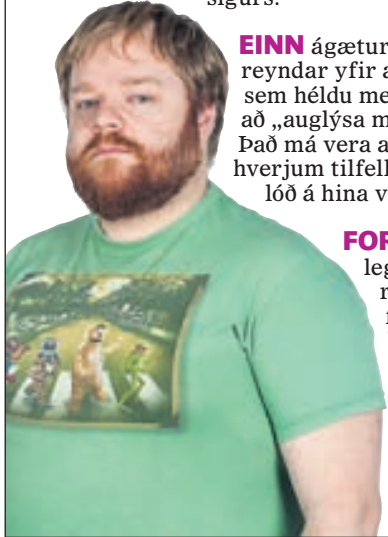 sigurs.
EINN ágætur
reyndar yfir a
sem héldu me
að „auglýsa m
Það má vera a
hverjum tilfell
lóð á hina v
FOR
leg